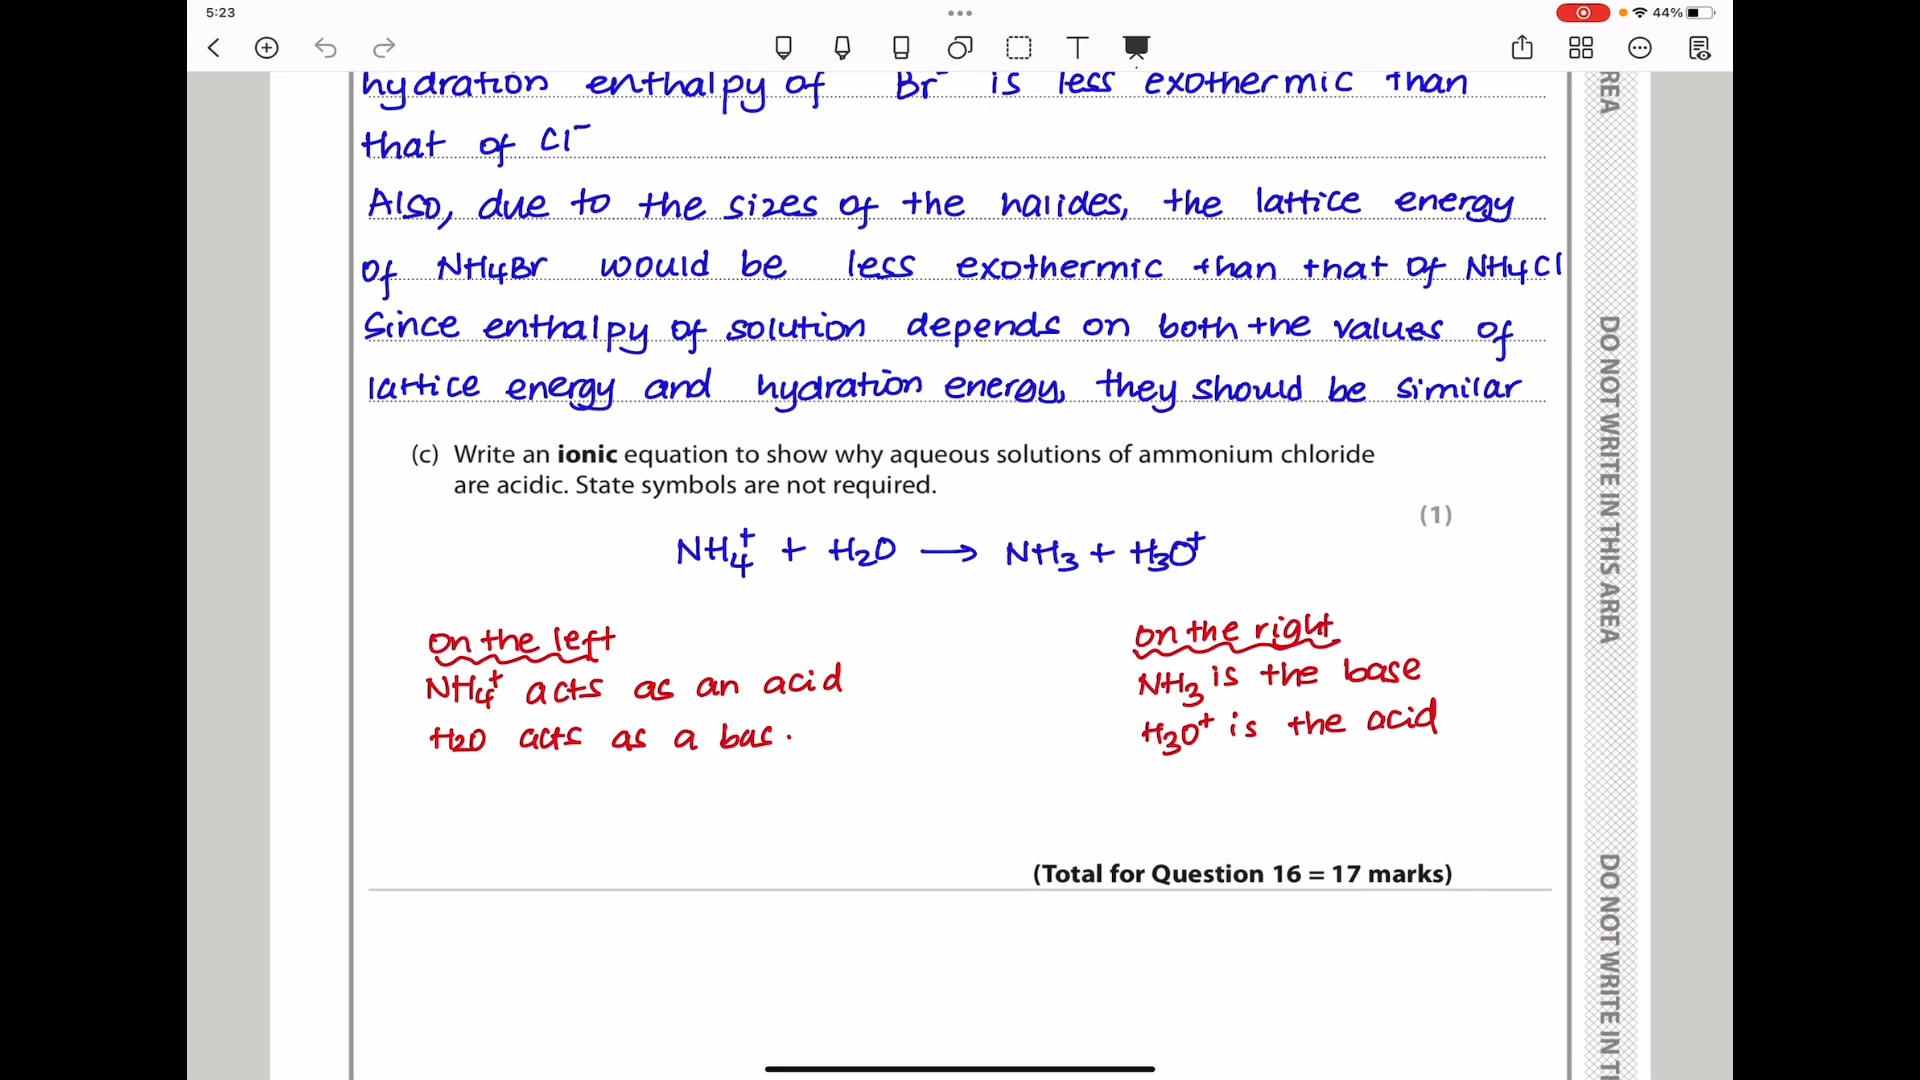 5:23
44%
hydration enthalpy of Br⁻ is less exothermic than
that of Cl⁻
Also, due to the sizes of the halides, the lattice energy
of NH4Br would be less exothermic than that of NH4Cl
Since enthalpy of solution depends on both the values of
lattice energy and hydration energy, they should be similar
(c) Write an ionic equation to show why aqueous solutions of ammonium chloride
are acidic. State symbols are not required.
(1)
NH₄⁺ + H₂O ⟶ NH₃ + H₃O⁺
On the left
NH₄⁺ acts as an acid
H₂O acts as a bas.
on the right
NH₃ is the base
H₃O⁺ is the acid
(Total for Question 16 = 17 marks)
REA
DO NOT WRITE IN THIS AREA
DO NOT WRITE IN T